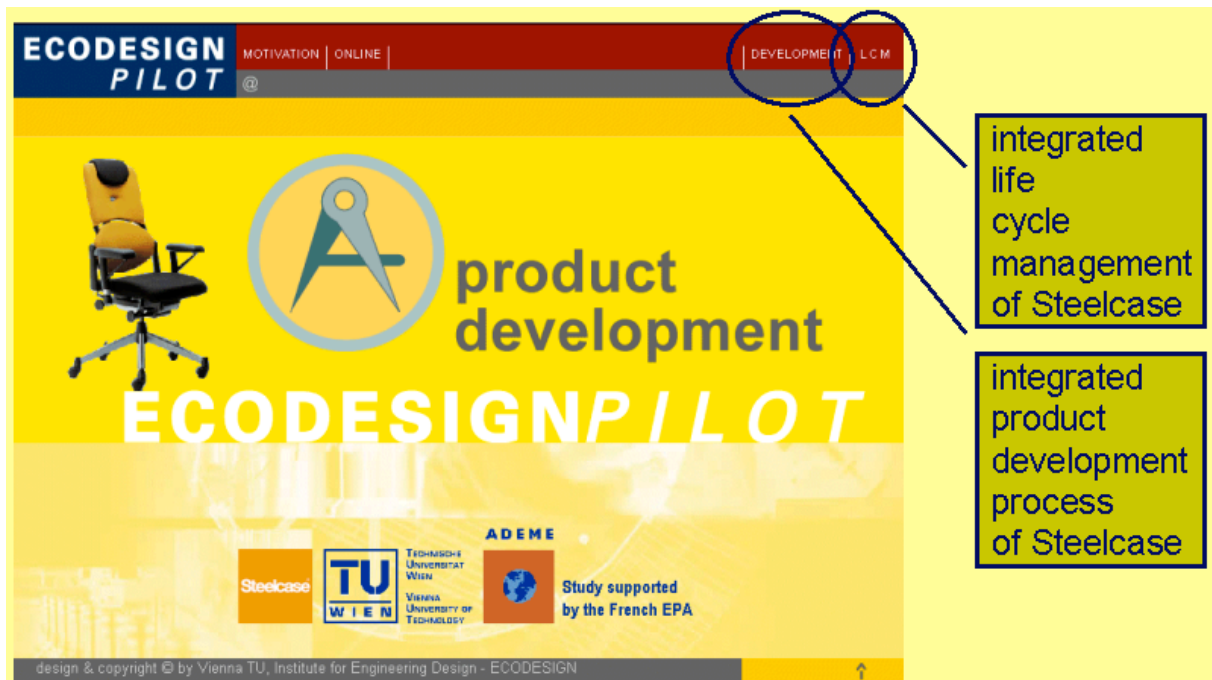 ECODESIGN
PILOT
MOTIVATION
ONLINE
DEVELOPMENT
LCM
@
integrated
life
cycle
management
of Steelcase
product
development
ECODESIGNPILOT
integrated
product
development
process
of Steelcase
ADEME
Steelcase
TU
WIEN
TECHNISCHE
UNIVERSITÄT
WIEN
VIENNA
UNIVERSITY OF
TECHNOLOGY
Study supported
by the French EPA
design & copyright © by Vienna TU, Institute for Engineering Design - ECODESIGN